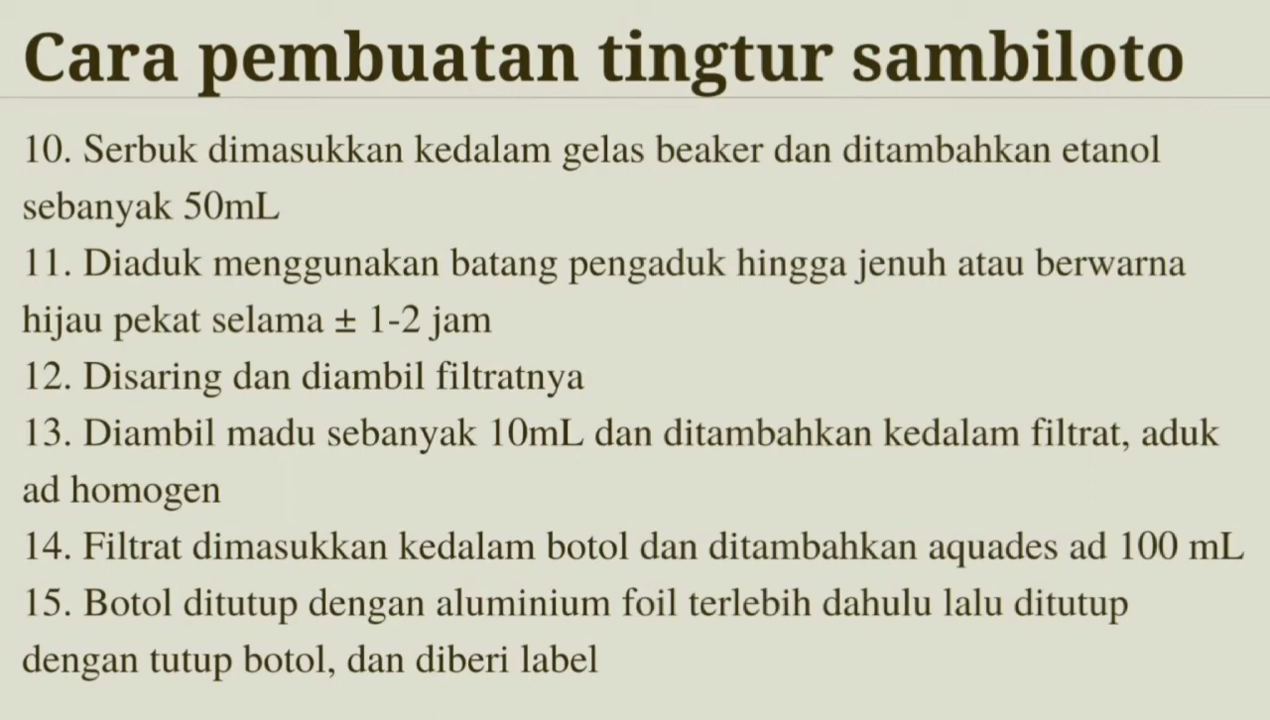 Cara pembuatan tingtur sambiloto
10. Serbuk dimasukkan kedalam gelas beaker dan ditambahkan etanol
sebanyak 50mL
11. Diaduk menggunakan batang pengaduk hingga jenuh atau berwarna
hijau pekat selama ± 1-2 jam
12. Disaring dan diambil filtratnya
13. Diambil madu sebanyak 10mL dan ditambahkan kedalam filtrat, aduk
ad homogen
14. Filtrat dimasukkan kedalam botol dan ditambahkan aquades ad 100 mL
15. Botol ditutup dengan aluminium foil terlebih dahulu lalu ditutup
dengan tutup botol, dan diberi label